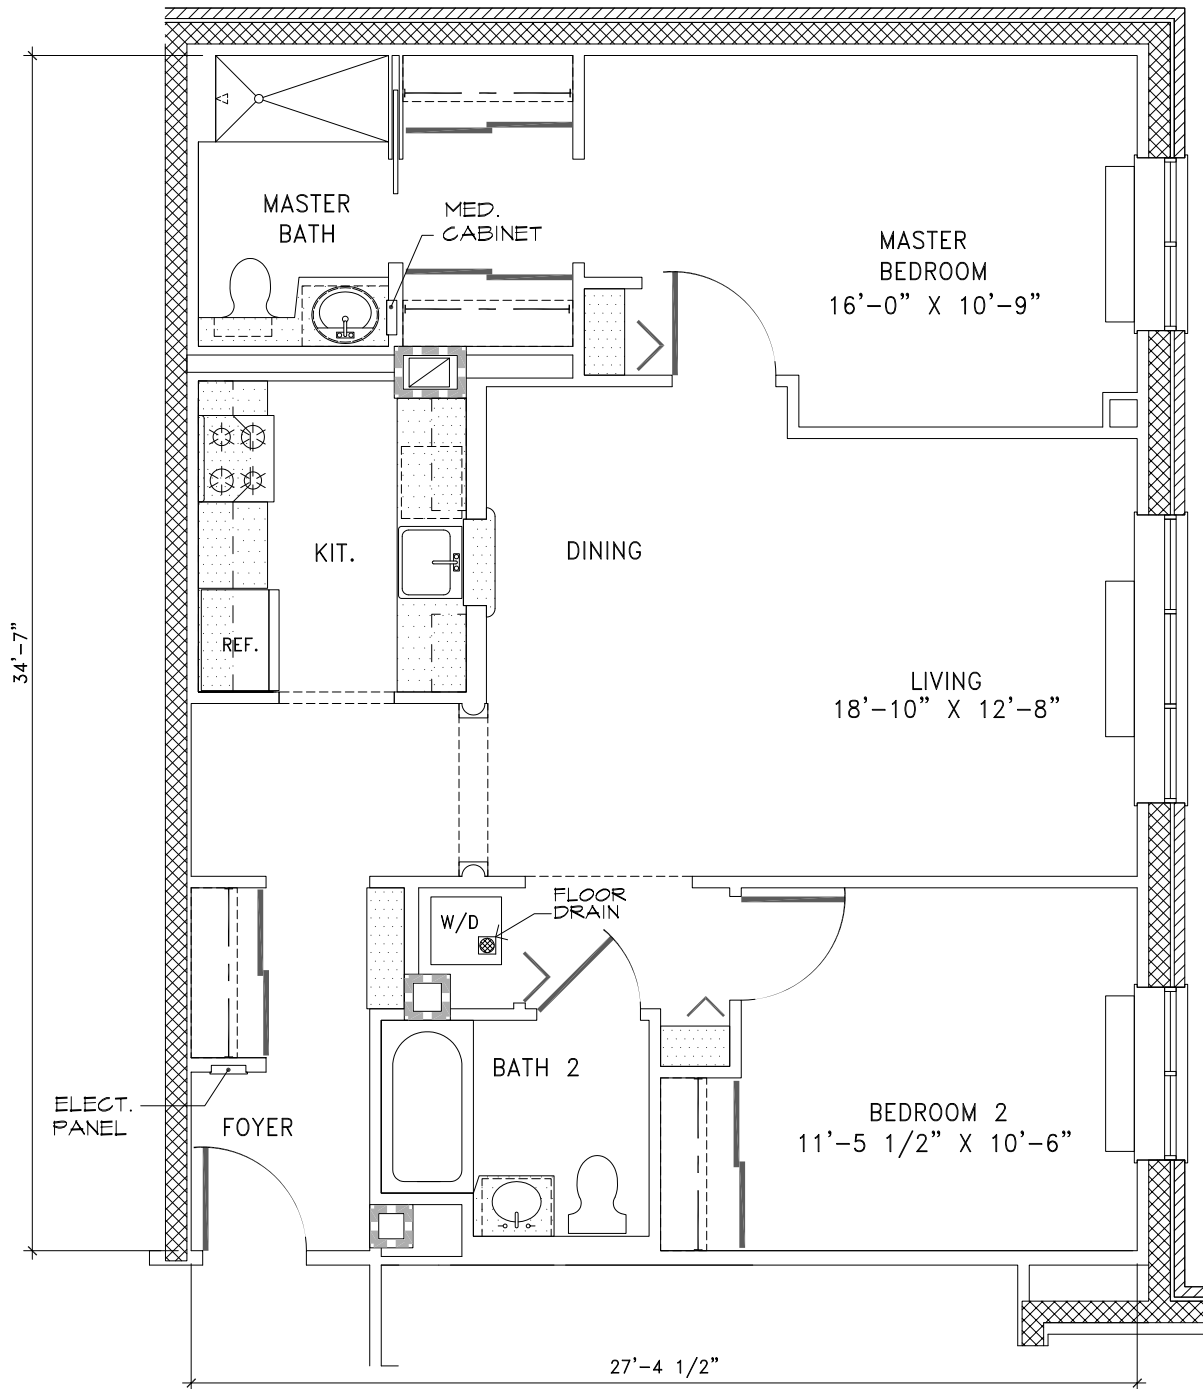 MASTER
BATH
MED.
CABINET
MASTER
BEDROOM
16'-0" X 10'-9"
KIT.
DINING
REF.
34'-7"
LIVING
18'-10" X 12'-8"
W/D
FLOOR
DRAIN
BATH 2
ELECT.
PANEL
FOYER
BEDROOM 2
11'-5 1/2" X 10'-6"
27'-4 1/2"